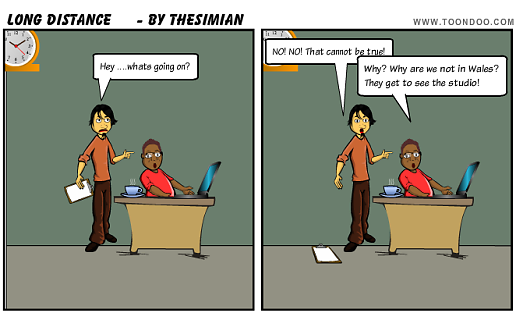 LONG DISTANCE - BY THESIMIAN
WWW.TOONDOO.COM
Hey ....whats going on?
NO! NO! That cannot be true!
Why? Why are we not in Wales?
They get to see the studio!